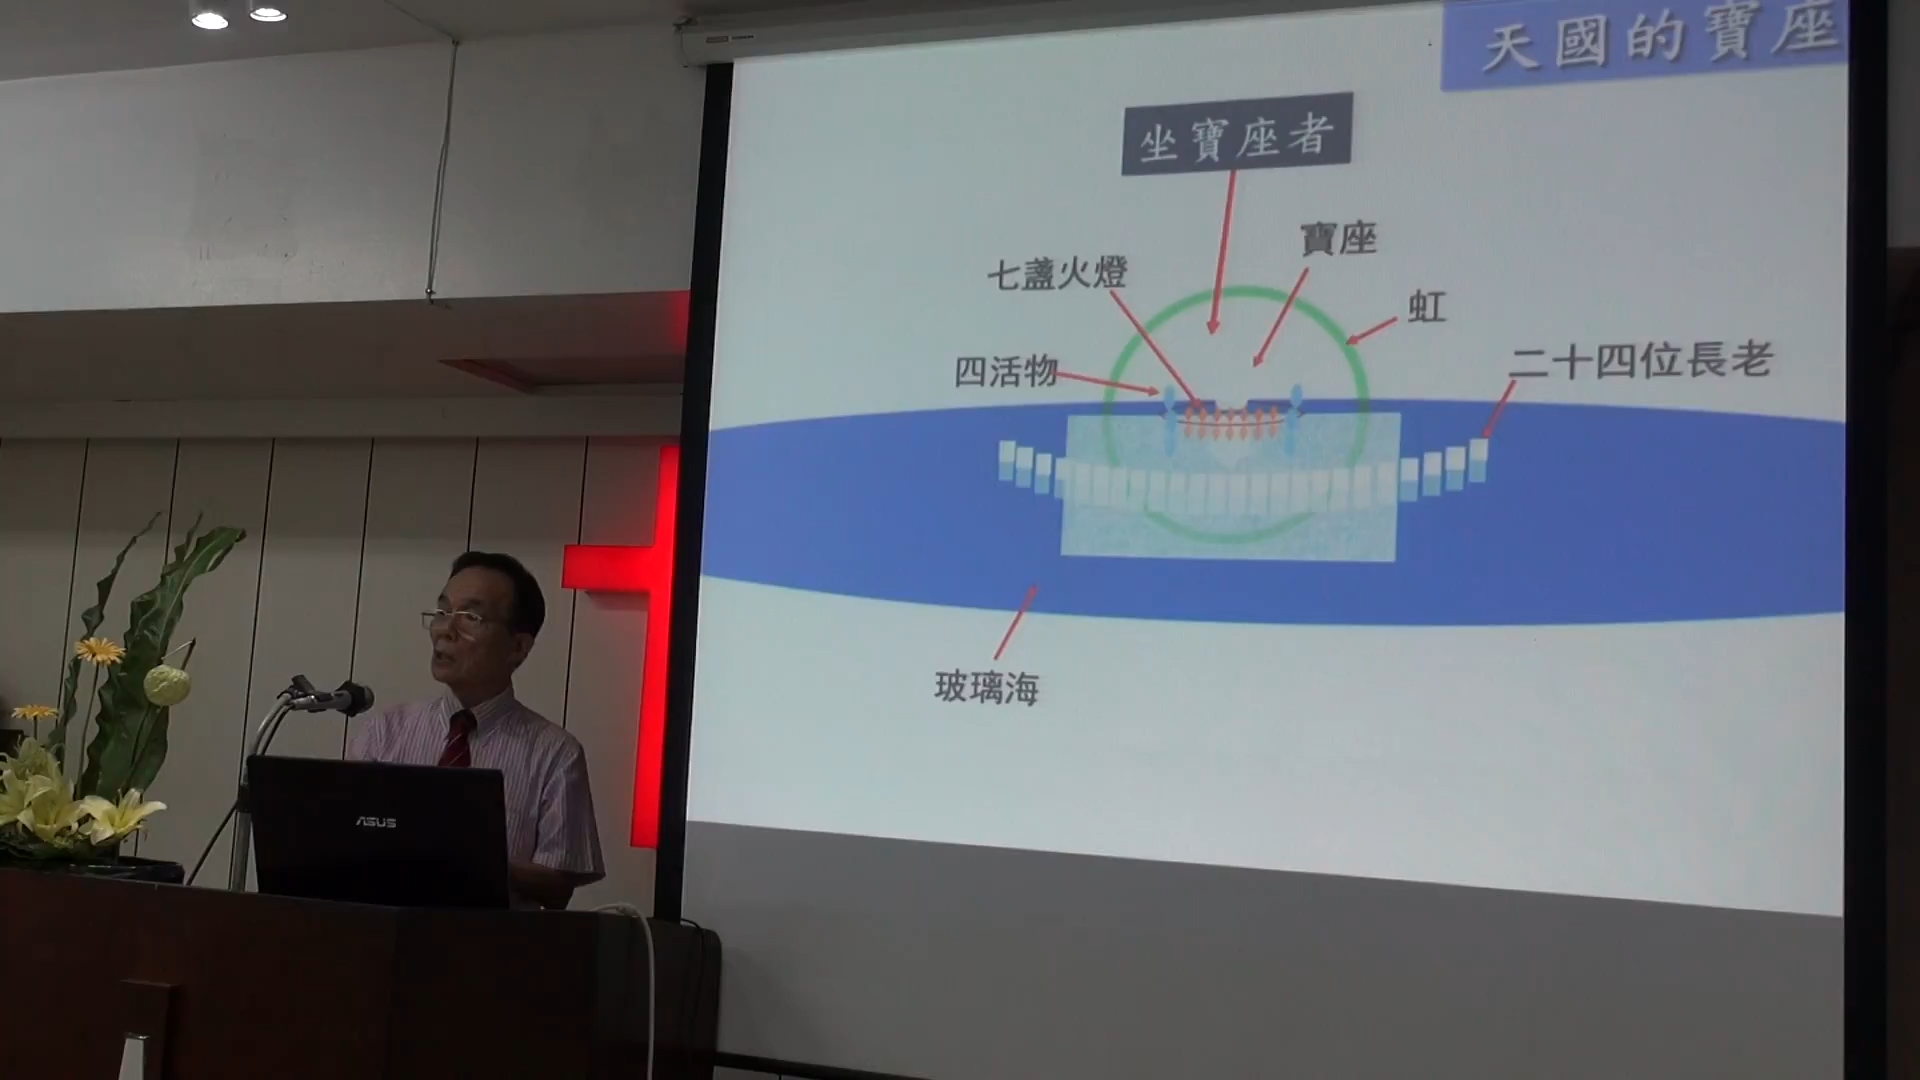 天國的寶座
坐寶座者
寶座
七盞火燈
虹
四活物
二十四位長老
玻璃海
ASUS